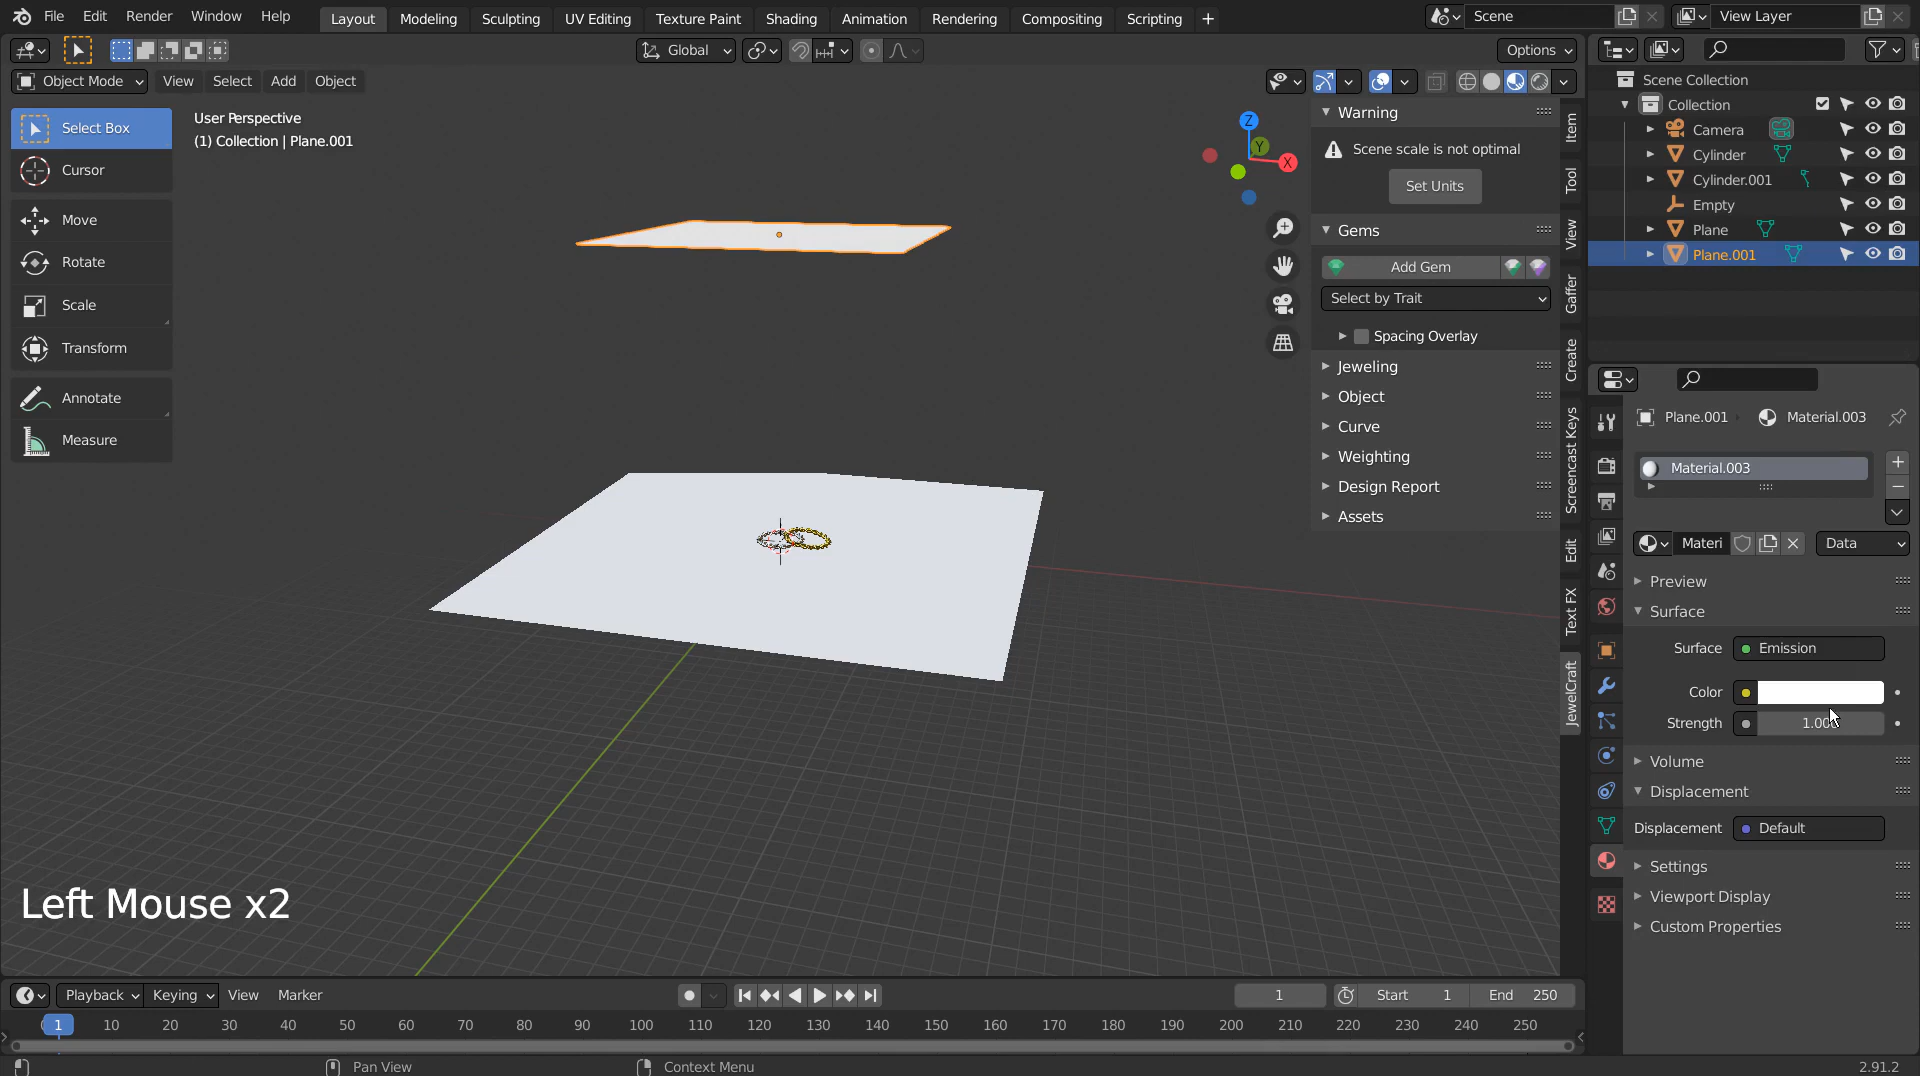 File Edit Render Window Help Layout Modeling Sculpting UV Editing Texture Paint Shading Animation Rendering Compositing Scripting + Scene View Layer
Global Options
Object Mode View Select Add Object
Select Box
Cursor
Move
Rotate
Scale
Transform
Annotate
Measure
User Perspective
(1) Collection | Plane.001
Z
Y
X
Warning
Scene scale is not optimal
Set Units
Gems
Add Gem
Select by Trait
Spacing Overlay
Jeweling
Object
Curve
Weighting
Design Report
Assets
Item
Tool
View
Gaffer
Create
Screencast Keys
Edit
Text FX
JewelCraft
Scene Collection
Collection
Camera
Cylinder
Cylinder.001
Empty
Plane
Plane.001
Plane.001 Material.003
Material.003
Materi Data
Preview
Surface
Surface Emission
Color
Strength
Volume
Displacement
Displacement Default
Settings
Viewport Display
Custom Properties
Left Mouse x2
Playback Keying View Marker 1 Start 1 End 250
1 10 20 30 40 50 60 70 80 90 100 110 120 130 140 150 160 170 180 190 200 210 220 230 240 250
Pan View Context Menu 2.91.2